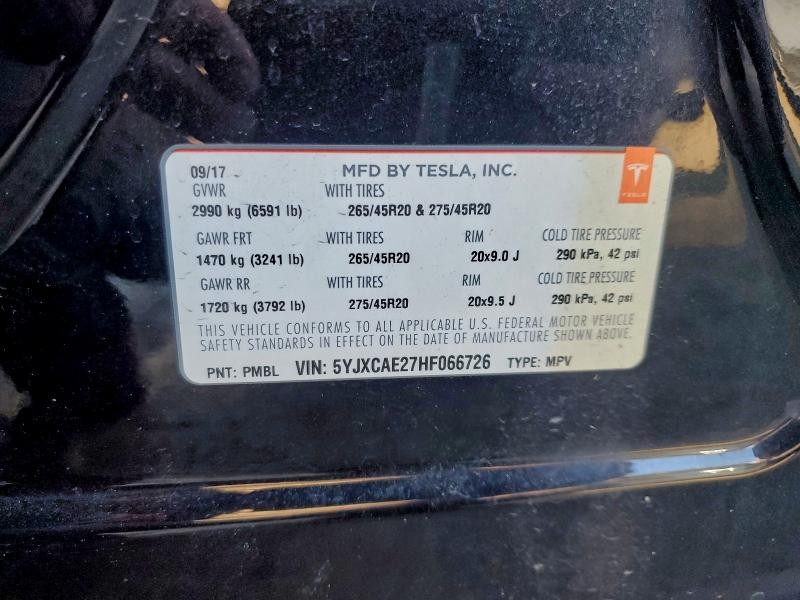 09/17 MFD BY TESLA, INC.
GVWR WITH TIRES
2990 kg (6591 lb) 265/45R20 & 275/45R20
GAWR FRT WITH TIRES RIM COLD TIRE PRESSURE
1470 kg (3241 lb) 265/45R20 20x9.0 J 290 kPa, 42 psi
GAWR RR WITH TIRES RIM COLD TIRE PRESSURE
1720 kg (3792 lb) 275/45R20 20x9.5 J 290 kPa, 42 psi
THIS VEHICLE CONFORMS TO ALL APPLICABLE U.S. FEDERAL MOTOR VEHICLE
SAFETY STANDARDS IN EFFECT ON THE DATE OF MANUFACTURE SHOWN ABOVE.
PNT: PMBL VIN: 5YJXCAE27HF066726 TYPE: MPV
TESLA